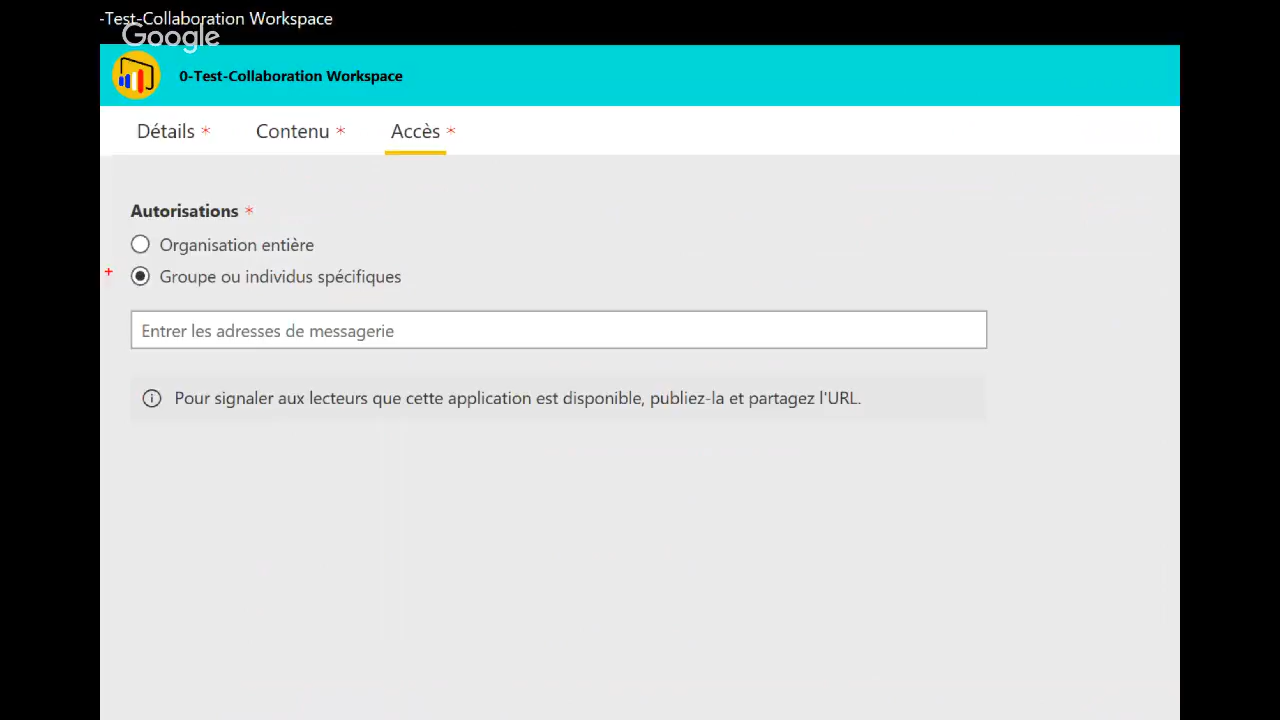 -Test-Collaboration Workspace
Google
0-Test-Collaboration Workspace
Détails *
Contenu *
Accès *
Autorisations *
Organisation entière
Groupe ou individus spécifiques
Entrer les adresses de messagerie
Pour signaler aux lecteurs que cette application est disponible, publiez-la et partagez l'URL.